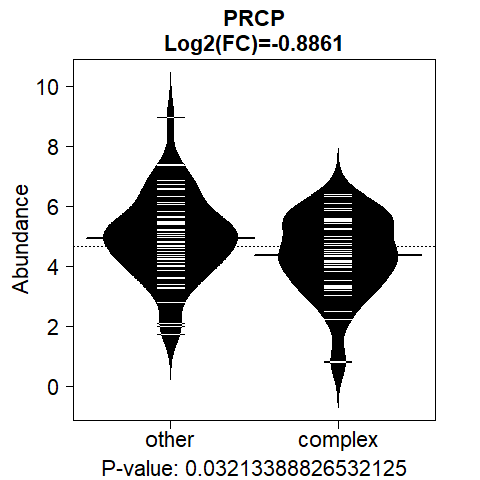 PRCP
Log2(FC)=-0.8861
Abundance
10
8
6
4
2
0
other complex
P-value: 0.03213388826532125